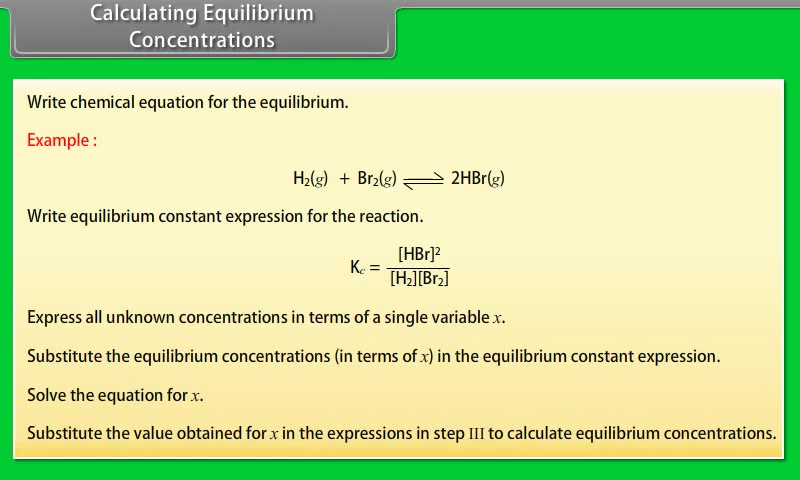 Calculating Equilibrium
Concentrations
Write chemical equation for the equilibrium.
Example :
H₂(g) + Br₂(g) ⇌ 2HBr(g)
Write equilibrium constant expression for the reaction.
K𝑐 = [HBr]² / [H₂][Br₂]
Express all unknown concentrations in terms of a single variable x.
Substitute the equilibrium concentrations (in terms of x) in the equilibrium constant expression.
Solve the equation for x.
Substitute the value obtained for x in the expressions in step III to calculate equilibrium concentrations.